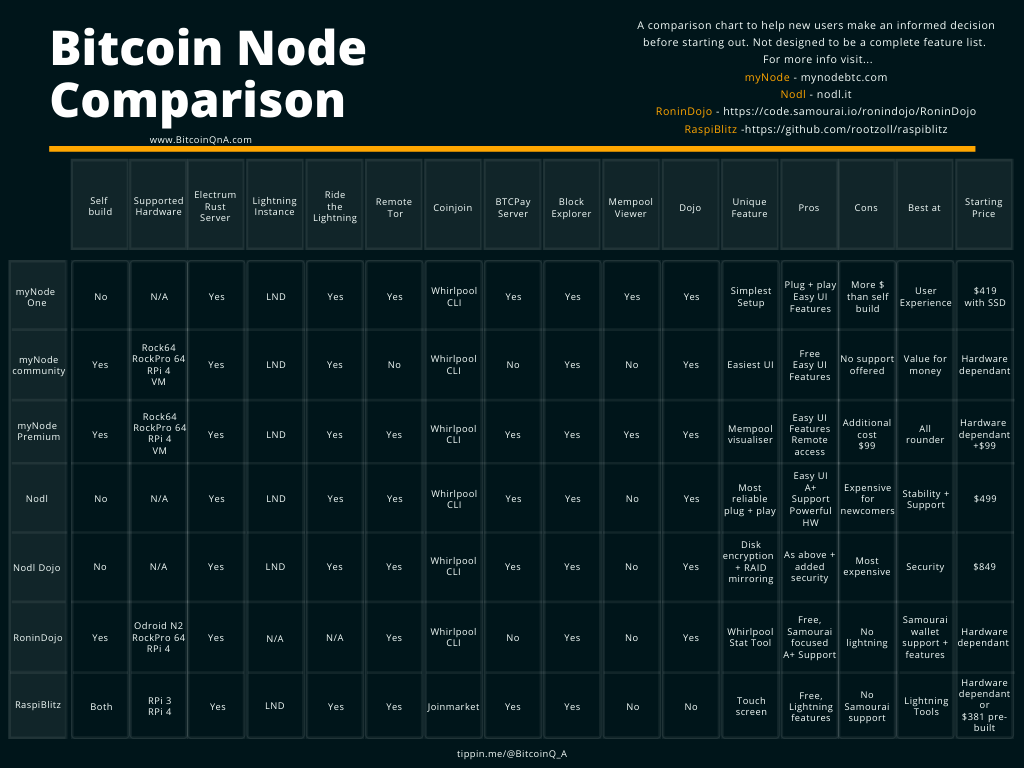 Bitcoin Node
Comparison
www.BitcoinQnA.com
A comparison chart to help new users make an informed decision
before starting out. Not designed to be a complete feature list.
For more info visit...
myNode - mynodebtc.com
Nodl - nodl.it
RoninDojo - https://code.samourai.io/ronindojo/RoninDojo
RaspiBlitz -https://github.com/rootzoll/raspiblitz
Self
build
Supported
Hardware
Electrum
Rust
Server
Lightning
Instance
Ride
the
Lightning
Remote
Tor
Coinjoin
BTCPay
Server
Block
Explorer
Mempool
Viewer
Dojo
Unique
Feature
Pros
Cons
Best at
Starting
Price
myNode
One
No
N/A
Yes
LND
Yes
Yes
Whirlpool
CLI
Yes
Yes
Yes
Yes
Simplest
Setup
Plug + play
Easy UI
Features
More $
than self
build
User
Experience
$419
with SSD
myNode
community
Yes
Rock64
RockPro 64
RPi 4
VM
Yes
LND
Yes
No
Whirlpool
CLI
No
Yes
No
Yes
Easiest UI
Free
Easy UI
Features
No support
offered
Value for
money
Hardware
dependant
myNode
Premium
Yes
Rock64
RockPro 64
RPi 4
VM
Yes
LND
Yes
Yes
Whirlpool
CLI
Yes
Yes
Yes
Yes
Mempool
visualiser
Easy UI
Features
Remote
access
Additional
cost
$99
All
rounder
Hardware
dependant
+$99
Nodl
No
N/A
Yes
LND
Yes
Yes
Whirlpool
CLI
Yes
Yes
No
Yes
Most
reliable
plug + play
Easy UI
A+
Support
Powerful
HW
Expensive
for
newcomers
Stability +
Support
$499
Nodl Dojo
No
N/A
Yes
LND
Yes
Yes
Whirlpool
CLI
Yes
Yes
No
Yes
Disk
encryption
+ RAID
mirroring
As above +
added
security
Most
expensive
Security
$849
RoninDojo
Yes
Odroid N2
RockPro 64
RPi 4
Yes
N/A
N/A
Yes
Whirlpool
CLI
No
Yes
No
Yes
Whirlpool
Stat Tool
Free,
Samourai
focused
A+ Support
No
lightning
Samourai
wallet
support +
features
Hardware
dependant
RaspiBlitz
Both
RPi 3
RPi 4
Yes
LND
Yes
Yes
Joinmarket
Yes
Yes
No
No
Touch
screen
Free,
Lightning
features
No
Samourai
support
Lightning
Tools
Hardware
dependant
or
$381 pre-
built
tippin.me/@BitcoinQ_A